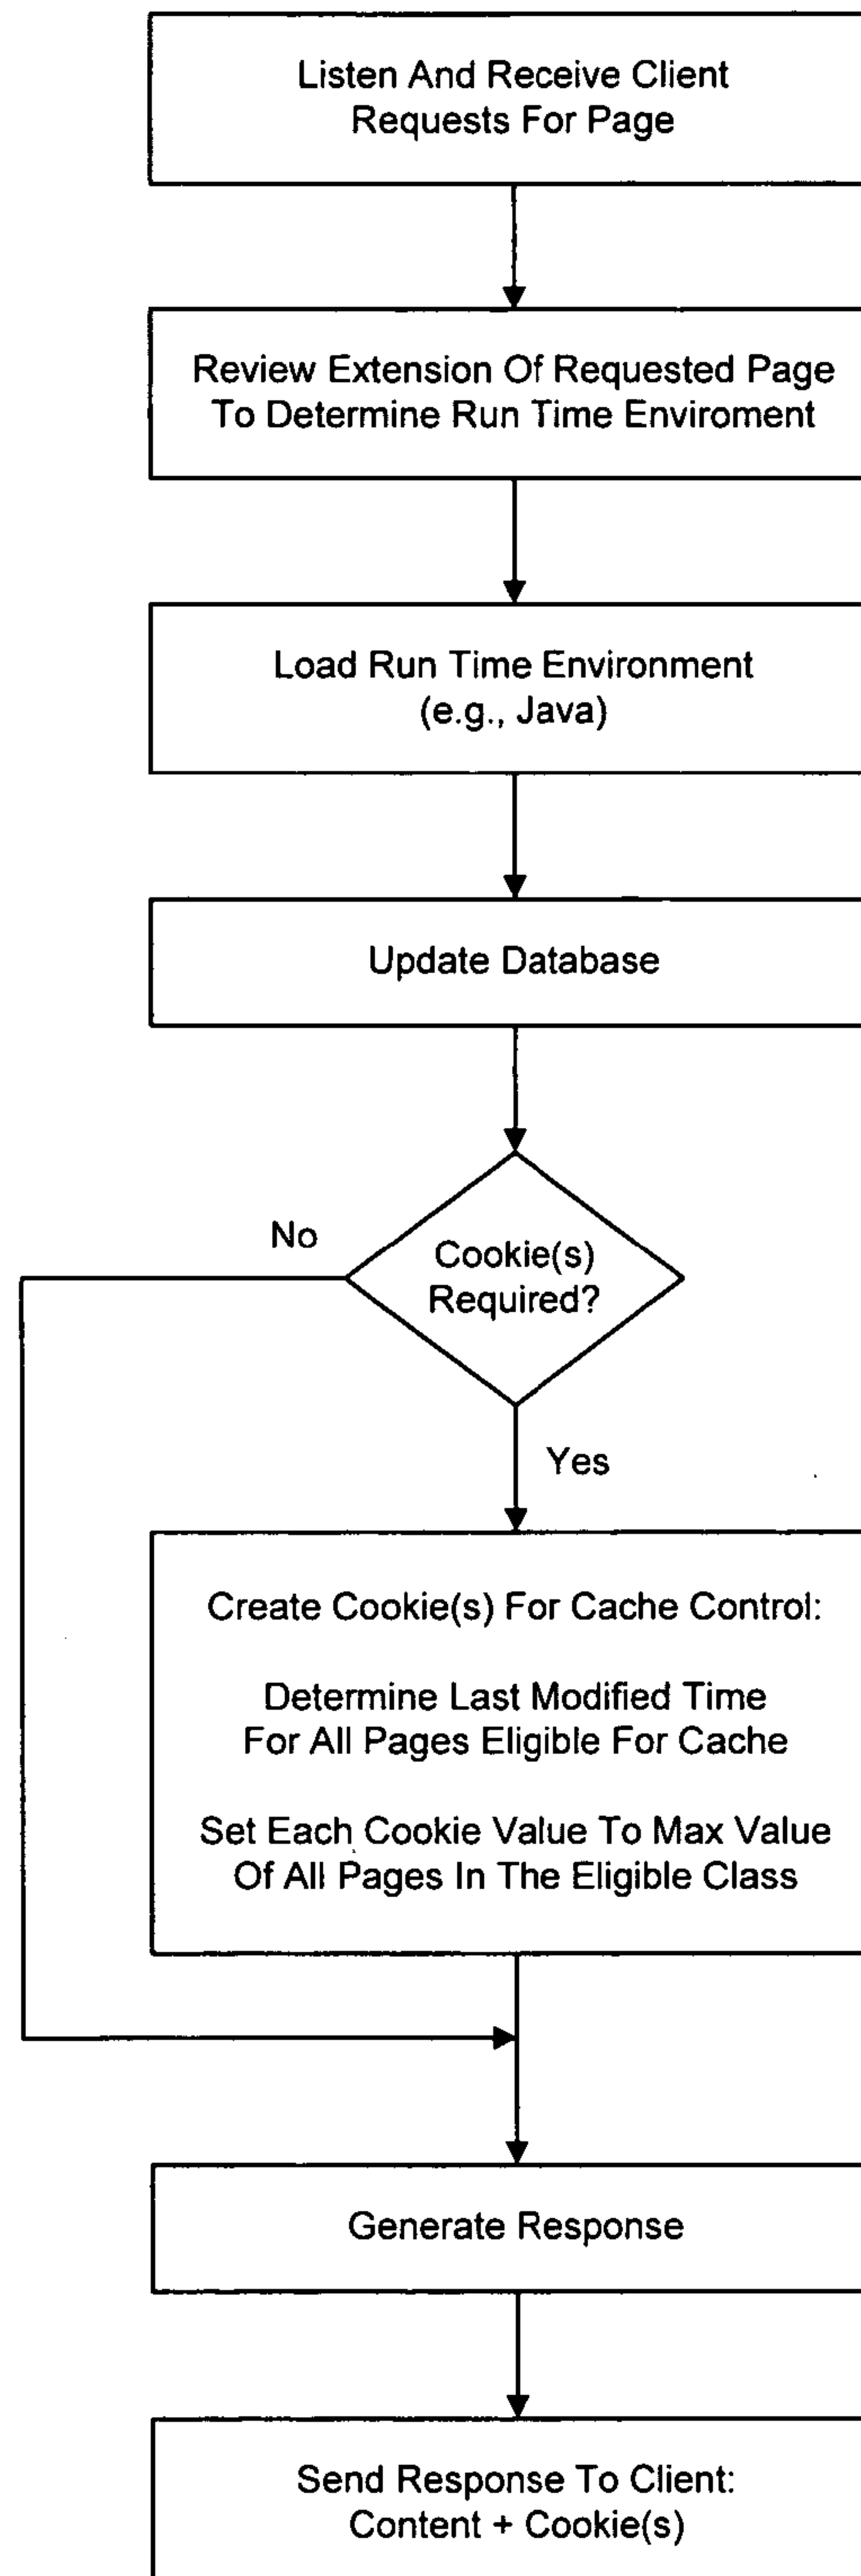 Listen And Receive Client
Requests For Page
Review Extension Of Requested Page
To Determine Run Time Enviroment
Load Run Time Environment
(e.g., Java)
Update Database
No
Cookie(s)
Required?
Yes
Create Cookie(s) For Cache Control:
Determine Last Modified Time
For All Pages Eligible For Cache
Set Each Cookie Value To Max Value
Of All Pages In The Eligible Class
Generate Response
Send Response To Client:
Content + Cookie(s)